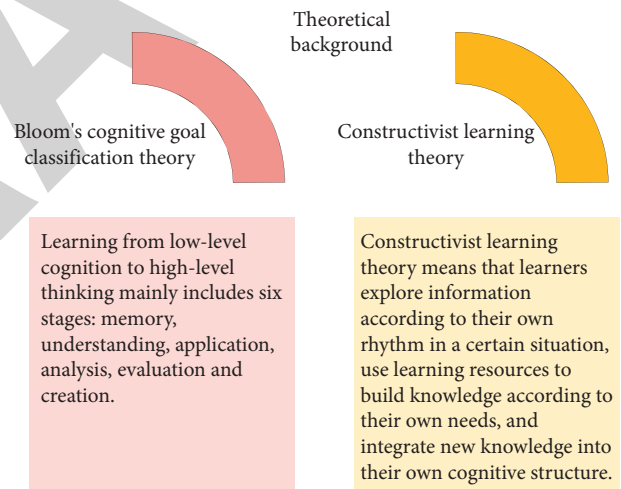 Theoretical
background
Bloom's cognitive goal
classification theory
Constructivist learning
theory
Learning from low-level
cognition to high-level
thinking mainly includes six
stages: memory,
understanding, application,
analysis, evaluation and
creation.
Constructivist learning
theory means that learners
explore information
according to their own
rhythm in a certain situation,
use learning resources to
build knowledge according to
their own needs, and
integrate new knowledge into
their own cognitive structure.